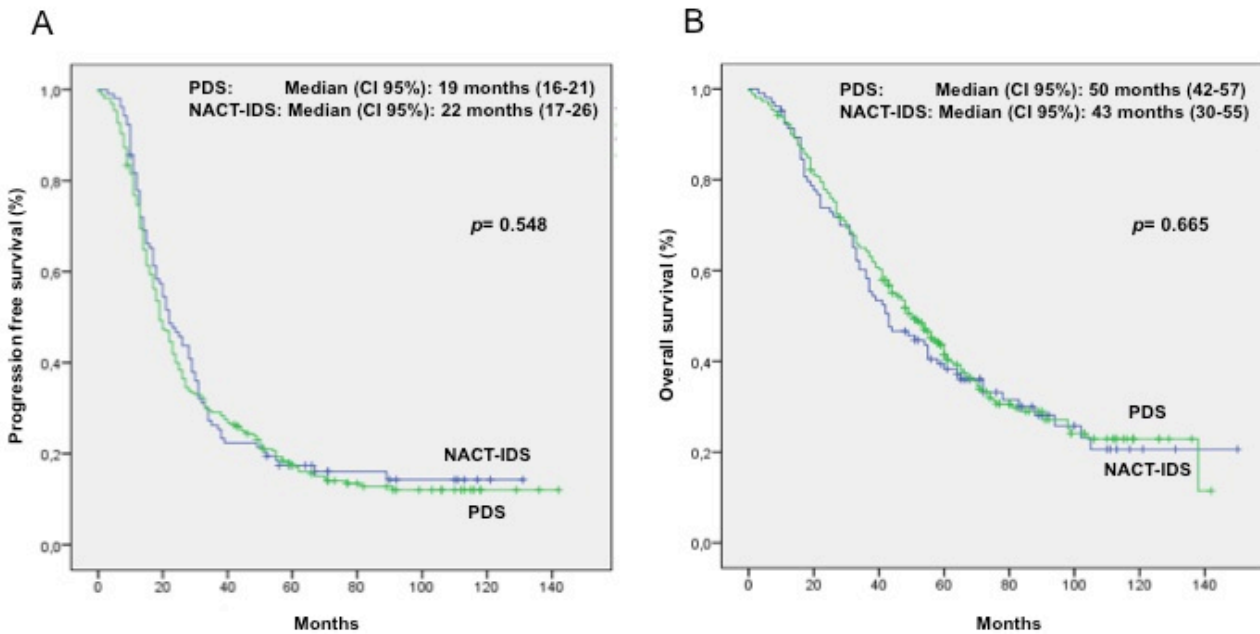 A
PDS: Median (CI 95%): 19 months (16-21)
NACT-IDS: Median (CI 95%): 22 months (17-26)
p= 0.548
NACT-IDS
PDS
Progression free survival (%)
1,0
0,8
0,6
0,4
0,2
0,0
0 20 40 60 80 100 120 140
Months
B
PDS: Median (CI 95%): 50 months (42-57)
NACT-IDS: Median (CI 95%): 43 months (30-55)
p= 0.665
PDS
NACT-IDS
Overall survival (%)
1,0
0,8
0,6
0,4
0,2
0,0
0 20 40 60 80 100 120 140
Months